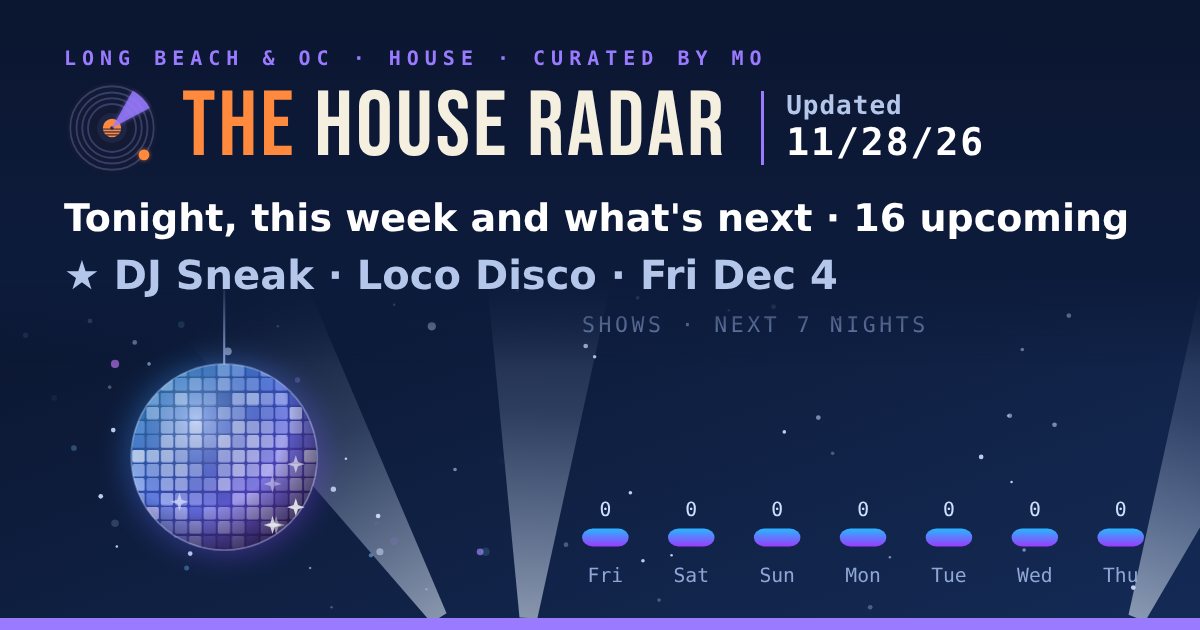 LONG BEACH & OC · HOUSE · CURATED BY MO
THE HOUSE RADAR
Updated
11/28/26
Tonight, this week and what's next · 16 upcoming
★ DJ Sneak · Loco Disco · Fri Dec 4
SHOWS · NEXT 7 NIGHTS
0 0 0 0 0 0 0
Fri Sat Sun Mon Tue Wed Thu